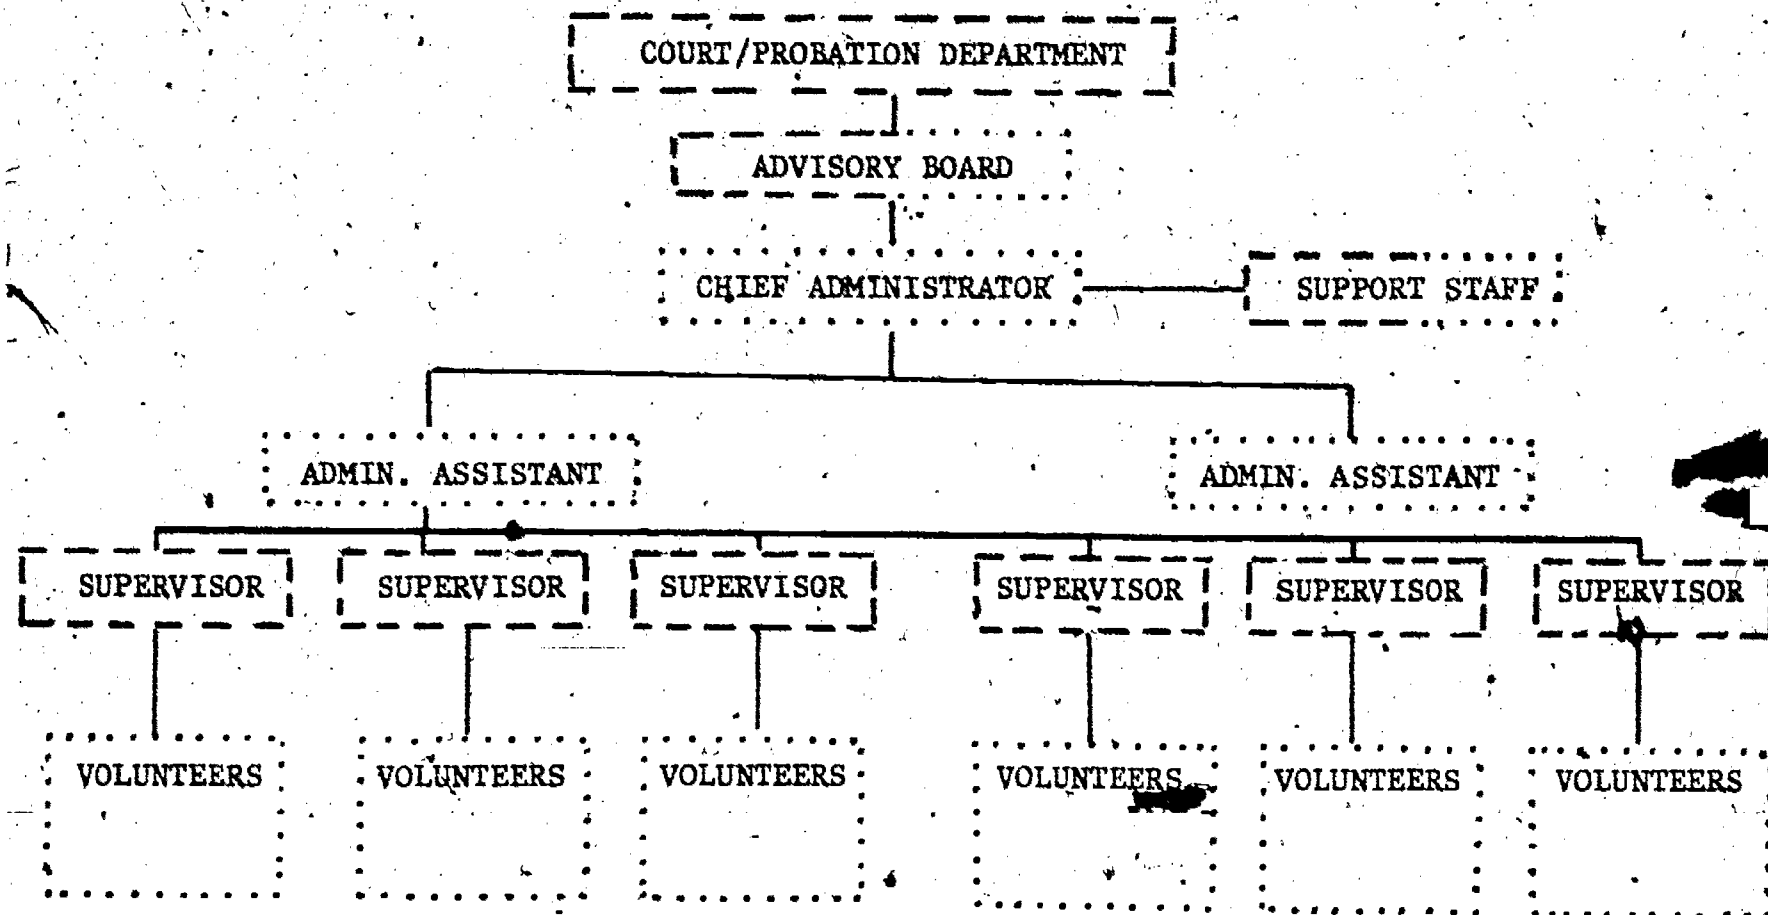 COURT/PROBATION DEPARTMENT
ADVISORY BOARD
CHIEF ADMINISTRATOR
SUPPORT STAFF
ADMIN. ASSISTANT
ADMIN. ASSISTANT
SUPERVISOR
SUPERVISOR
SUPERVISOR
SUPERVISOR
SUPERVISOR
SUPERVISOR
VOLUNTEERS
VOLUNTEERS
VOLUNTEERS
VOLUNTEERS
VOLUNTEERS
VOLUNTEERS